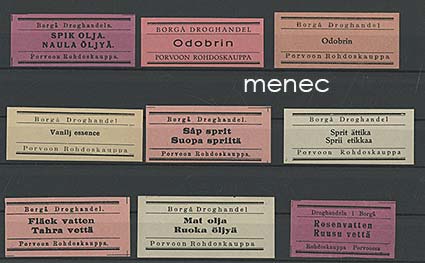 Borgå Droghandeln.
SPIK OLJA.
NAULA ÖLJYÄ.
Porvoon Rohdoskauppa.
BORGÅ DROGHANDEL
Odobrin
PORVOON ROHDOSKAUPPA
Borgå Droghandel.
Odobrin
Porvoon Rohdoskauppa
menec
Borgå Droghandel.
Vanilj essence
Porvoon Rohdoskauppa.
Borgå Droghandel.
Såp sprit
Suopa spriitä
Porvoon Rohdoskauppa.
Borgå Droghandel.
Sprit ättika
Sprii etikkaa
Porvoon Rohdoskauppa.
Borgå Droghandel.
Fläck vatten
Tahra vettä
Porvoon Rohdoskauppa.
Borgå Droghandel
Mat olja
Ruoka öljyä
Porvoon Rohdoskauppa.
Droghandeln i Borgå
Rosenvatten
Ruusu vettä
Rohdoskauppa Porvoossa